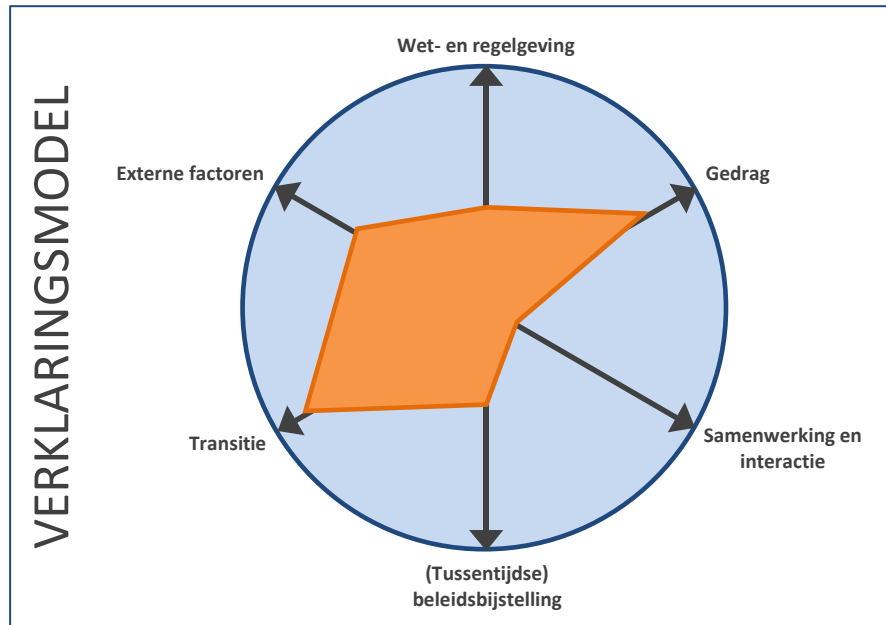 VERKLARINGSMODEL
Wet- en regelgeving
Externe factoren
Gedrag
Transitie
Samenwerking en
interactie
(Tussentijdse)
beleidsbijstelling